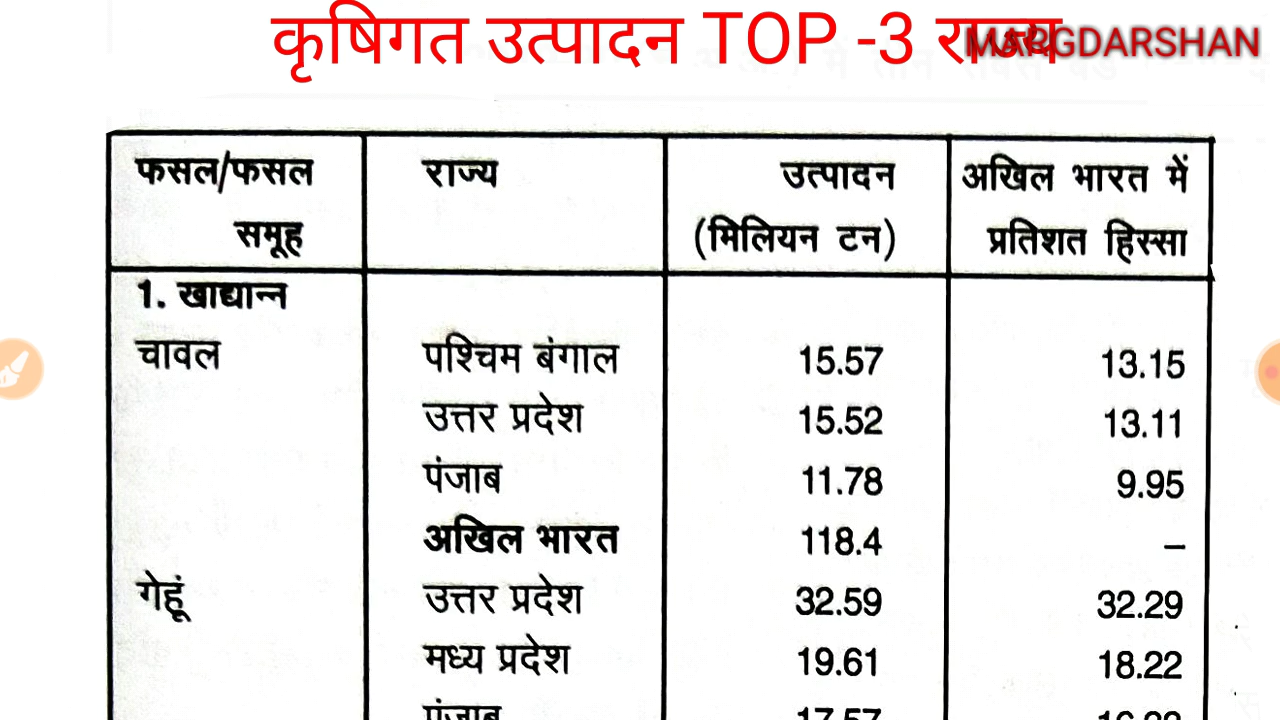 कृषिगत उत्पादन TOP -3 राज्य
MARGDARSHAN
फसल/फसल समूह राज्य उत्पादन (मिलियन टन) अखिल भारत में प्रतिशत हिस्सा
1. खाद्यान्न
चावल पश्चिम बंगाल 15.57 13.15
उत्तर प्रदेश 15.52 13.11
पंजाब 11.78 9.95
अखिल भारत 118.4 –
गेहूं उत्तर प्रदेश 32.59 32.29
मध्य प्रदेश 19.61 18.22
पंजाब 17.57